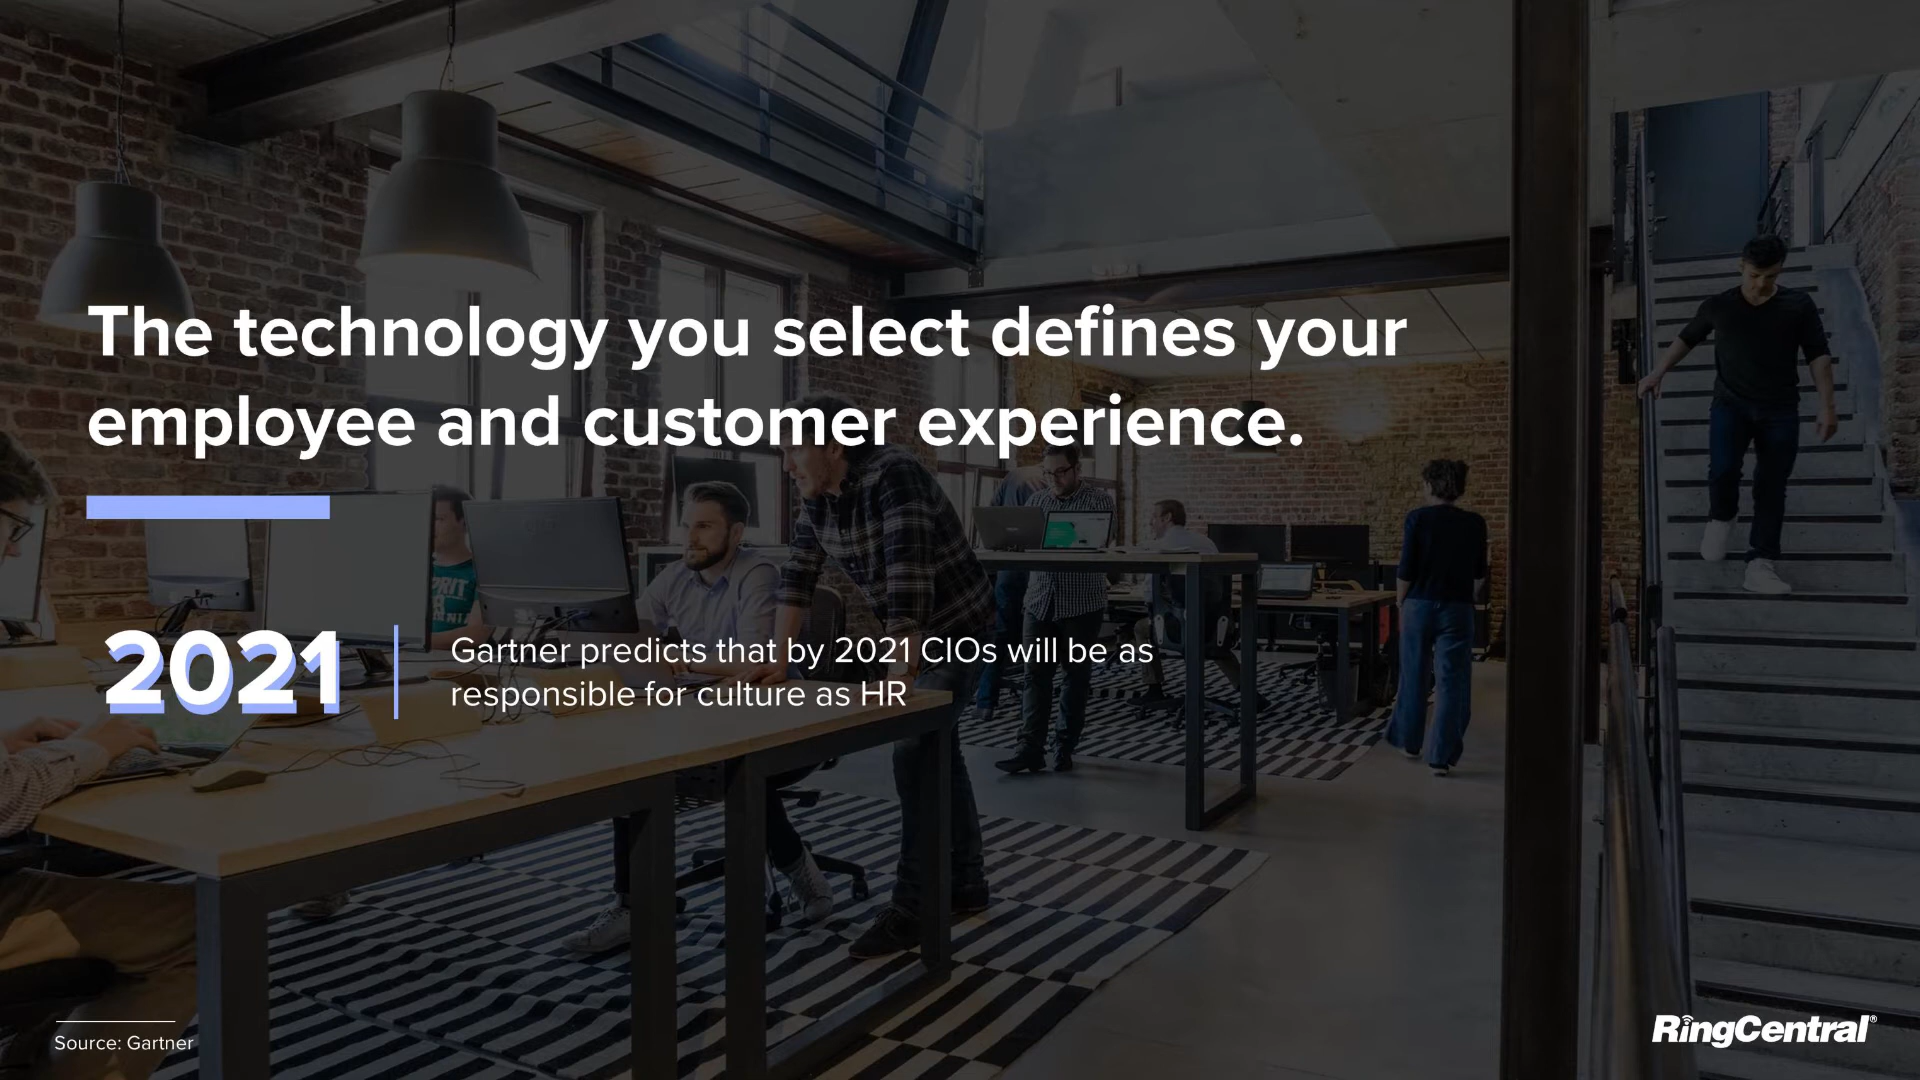 The technology you select defines your
employee and customer experience.
2021
Gartner predicts that by 2021 CIOs will be as
responsible for culture as HR
Source: Gartner
RingCentral®